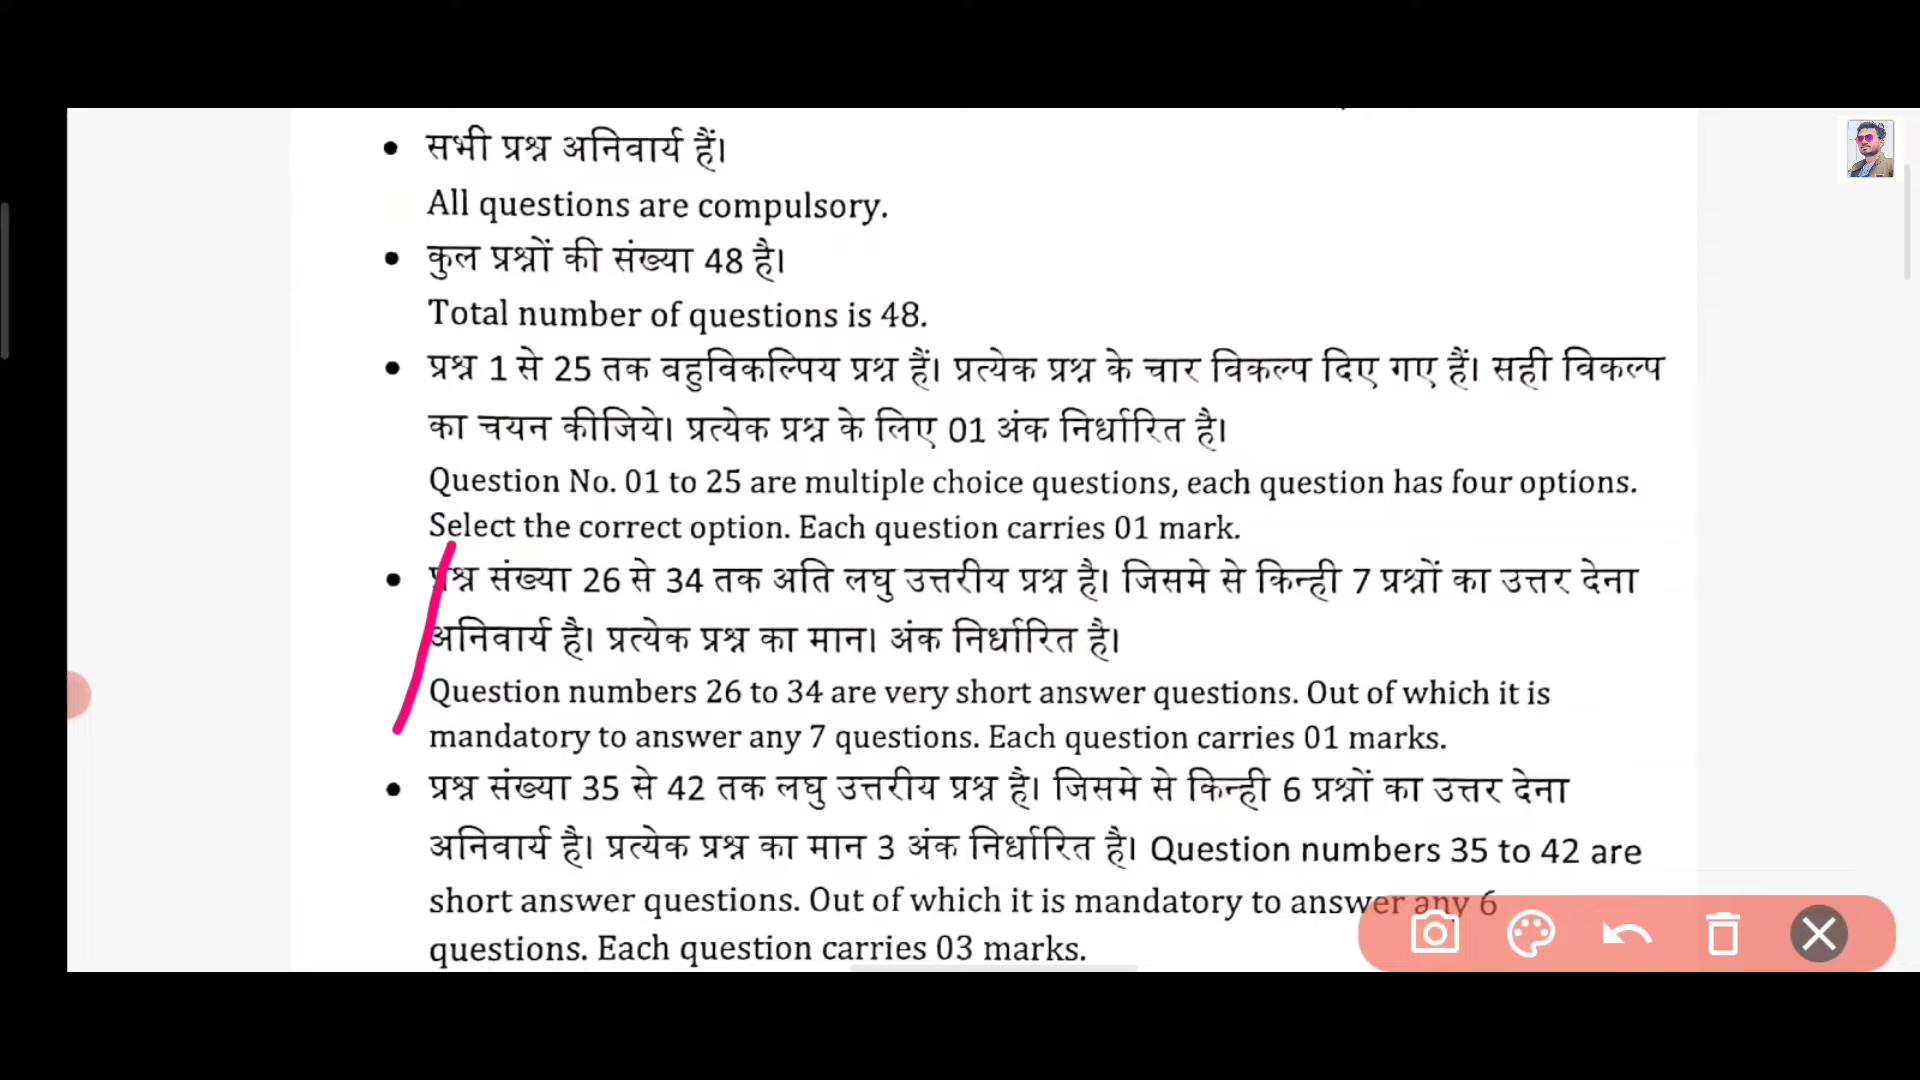 सभी प्रश्न अनिवार्य हैं।
All questions are compulsory.
कुल प्रश्नों की संख्या 48 है।
Total number of questions is 48.
प्रश्न 1 से 25 तक बहुविकल्पिय प्रश्न हैं। प्रत्येक प्रश्न के चार विकल्प दिए गए हैं। सही विकल्प
का चयन कीजिये। प्रत्येक प्रश्न के लिए 01 अंक निर्धारित है।
Question No. 01 to 25 are multiple choice questions, each question has four options.
Select the correct option. Each question carries 01 mark.
प्रश्न संख्या 26 से 34 तक अति लघु उत्तरीय प्रश्न है। जिसमे से किन्ही 7 प्रश्नों का उत्तर देना
अनिवार्य है। प्रत्येक प्रश्न का मान। अंक निर्धारित है।
Question numbers 26 to 34 are very short answer questions. Out of which it is
mandatory to answer any 7 questions. Each question carries 01 marks.
प्रश्न संख्या 35 से 42 तक लघु उत्तरीय प्रश्न है। जिसमे से किन्ही 6 प्रश्नों का उत्तर देना
अनिवार्य है। प्रत्येक प्रश्न का मान 3 अंक निर्धारित है। Question numbers 35 to 42 are
short answer questions. Out of which it is mandatory to answer any 6
questions. Each question carries 03 marks.